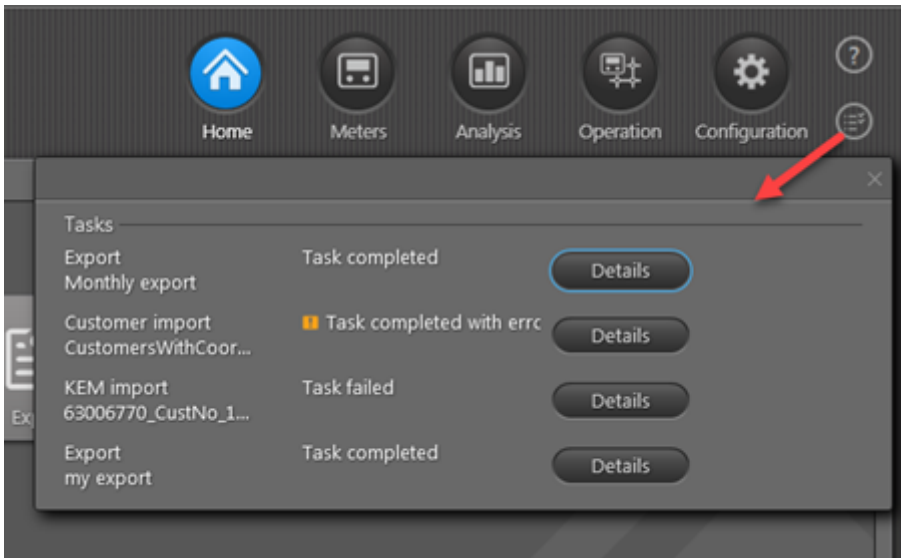 ?
Home Meters Analysis Operation Configuration
Tasks
Export Task completed Details
Monthly export
Customer import Task completed with errc Details
CustomersWithCoor...
KEM import Task failed Details
63006770_CustNo_1...
Export Task completed Details
my export